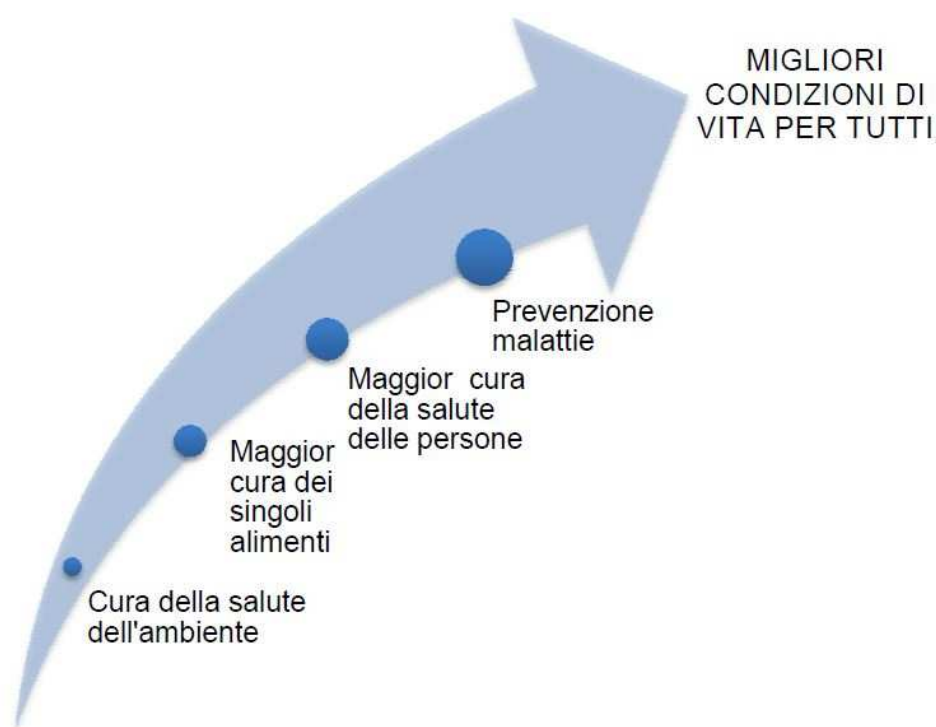 MIGLIORI
CONDIZIONI DI
VITA PER TUTTI
Prevenzione
malattie
Maggior cura
della salute
delle persone
Maggior
cura dei
singoli
alimenti
Cura della salute
dell'ambiente